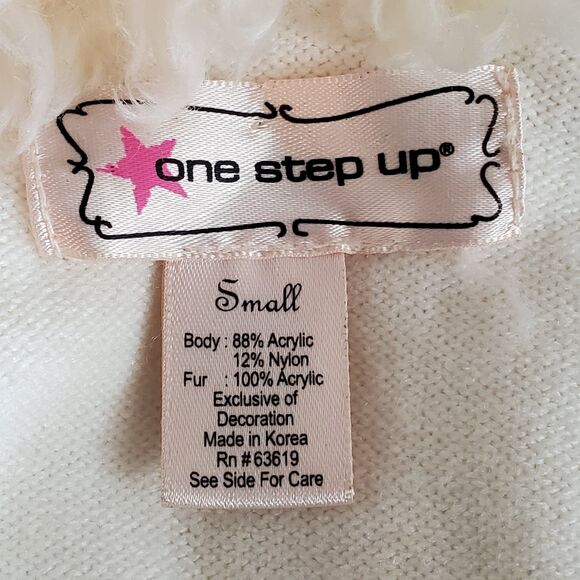 one step up®
Small
Body : 88% Acrylic
12% Nylon
Fur : 100% Acrylic
Exclusive of
Decoration
Made in Korea
Rn # 63619
See Side For Care